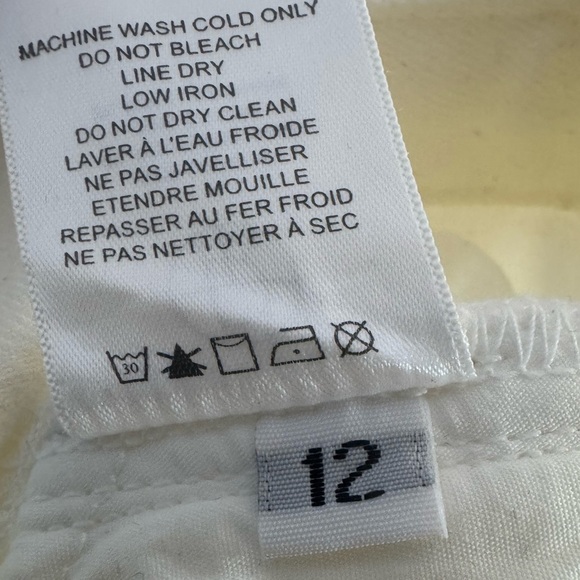 MACHINE WASH COLD ONLY
DO NOT BLEACH
LINE DRY
LOW IRON
DO NOT DRY CLEAN
LAVER À L'EAU FROIDE
NE PAS JAVELLISER
ETENDRE MOUILLE
REPASSER AU FER FROID
NE PAS NETTOYER À SEC
30
12